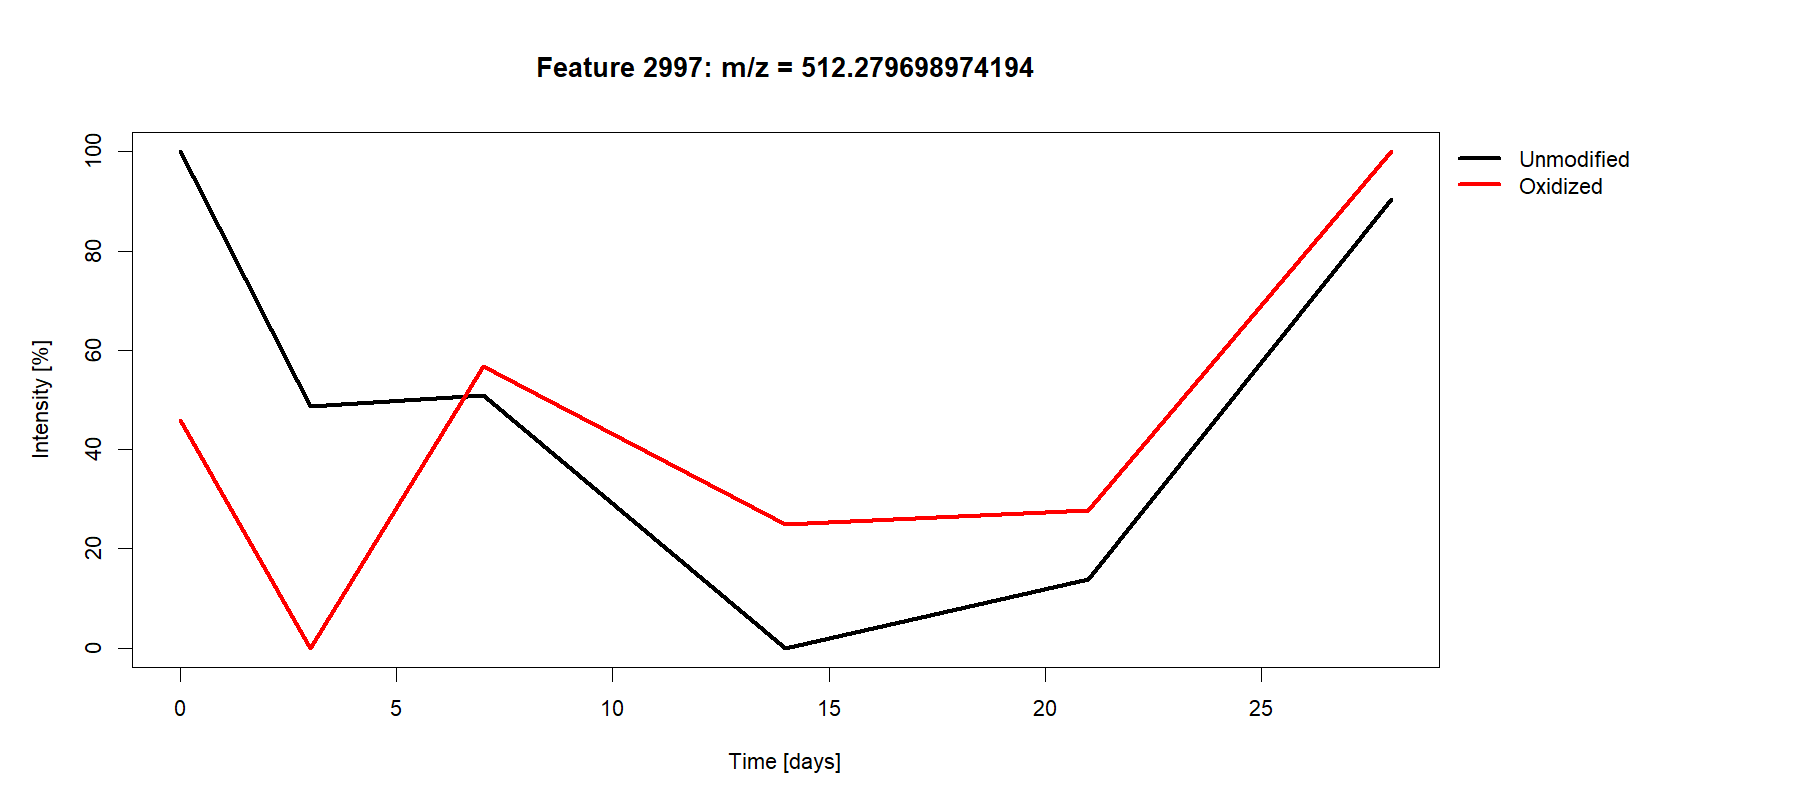 Feature 2997: m/z = 512.279698974194
Unmodified
Oxidized
Intensity [%]
100
80
60
40
20
0
0 5 10 15 20 25
Time [days]